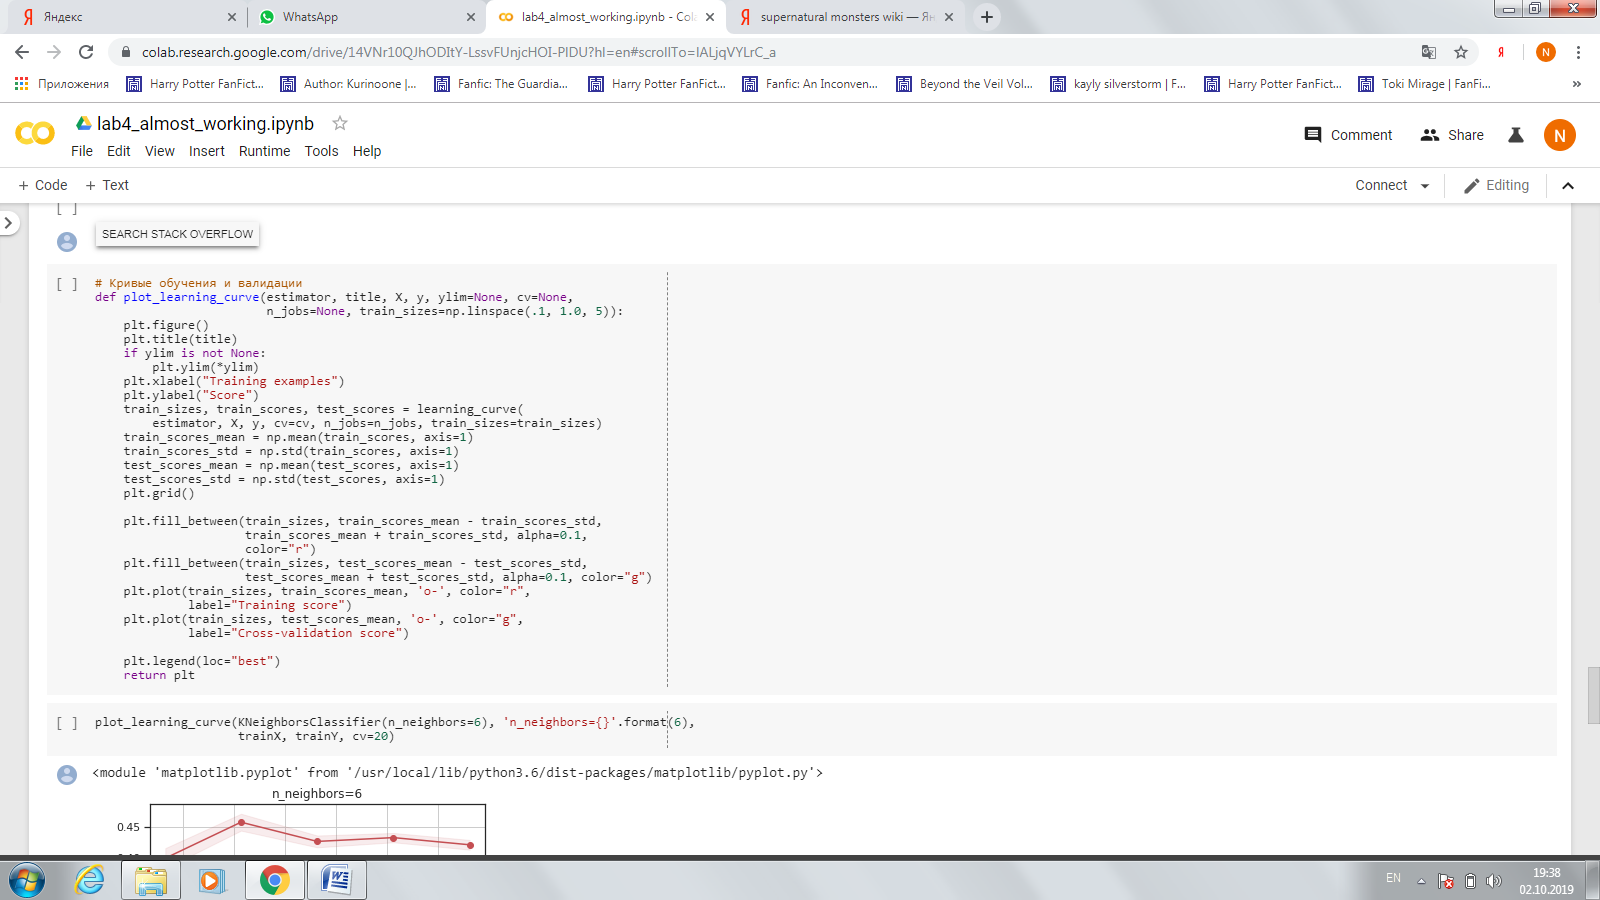 Яндекс
WhatsApp
lab4_almost_working.ipynb - Col
supernatural monsters wiki — Ян
colab.research.google.com/drive/14VNr10QJhODItY-LssvFUnjcHOI-PIDU?hl=en#scrollTo=lALjqVYLrC_a
Я
N
Приложения
Harry Potter FanFict...
Author: Kurinoone |...
Fanfic: The Guardia...
Harry Potter FanFict...
Fanfic: An Inconven...
Beyond the Veil Vol...
kayly silverstorm | F...
Harry Potter FanFict...
Toki Mirage | FanFi...
»
lab4_almost_working.ipynb
File Edit View Insert Runtime Tools Help
Comment
Share
N
+ Code + Text
Connect
Editing
[ ]
SEARCH STACK OVERFLOW
[ ] # Кривые обучения и валидации
def plot_learning_curve(estimator, title, X, y, ylim=None, cv=None,
n_jobs=None, train_sizes=np.linspace(.1, 1.0, 5)):
plt.figure()
plt.title(title)
if ylim is not None:
plt.ylim(*ylim)
plt.xlabel("Training examples")
plt.ylabel("Score")
train_sizes, train_scores, test_scores = learning_curve(
estimator, X, y, cv=cv, n_jobs=n_jobs, train_sizes=train_sizes)
train_scores_mean = np.mean(train_scores, axis=1)
train_scores_std = np.std(train_scores, axis=1)
test_scores_mean = np.mean(test_scores, axis=1)
test_scores_std = np.std(test_scores, axis=1)
plt.grid()
plt.fill_between(train_sizes, train_scores_mean - train_scores_std,
train_scores_mean + train_scores_std, alpha=0.1,
color="r")
plt.fill_between(train_sizes, test_scores_mean - test_scores_std,
test_scores_mean + test_scores_std, alpha=0.1, color="g")
plt.plot(train_sizes, train_scores_mean, 'o-', color="r",
label="Training score")
plt.plot(train_sizes, test_scores_mean, 'o-', color="g",
label="Cross-validation score")
plt.legend(loc="best")
return plt
[ ] plot_learning_curve(KNeighborsClassifier(n_neighbors=6), 'n_neighbors={}'.format(6),
trainX, trainY, cv=20)
<module 'matplotlib.pyplot' from '/usr/local/lib/python3.6/dist-packages/matplotlib/pyplot.py'>
n_neighbors=6
0.45
EN
19:38
02.10.2019